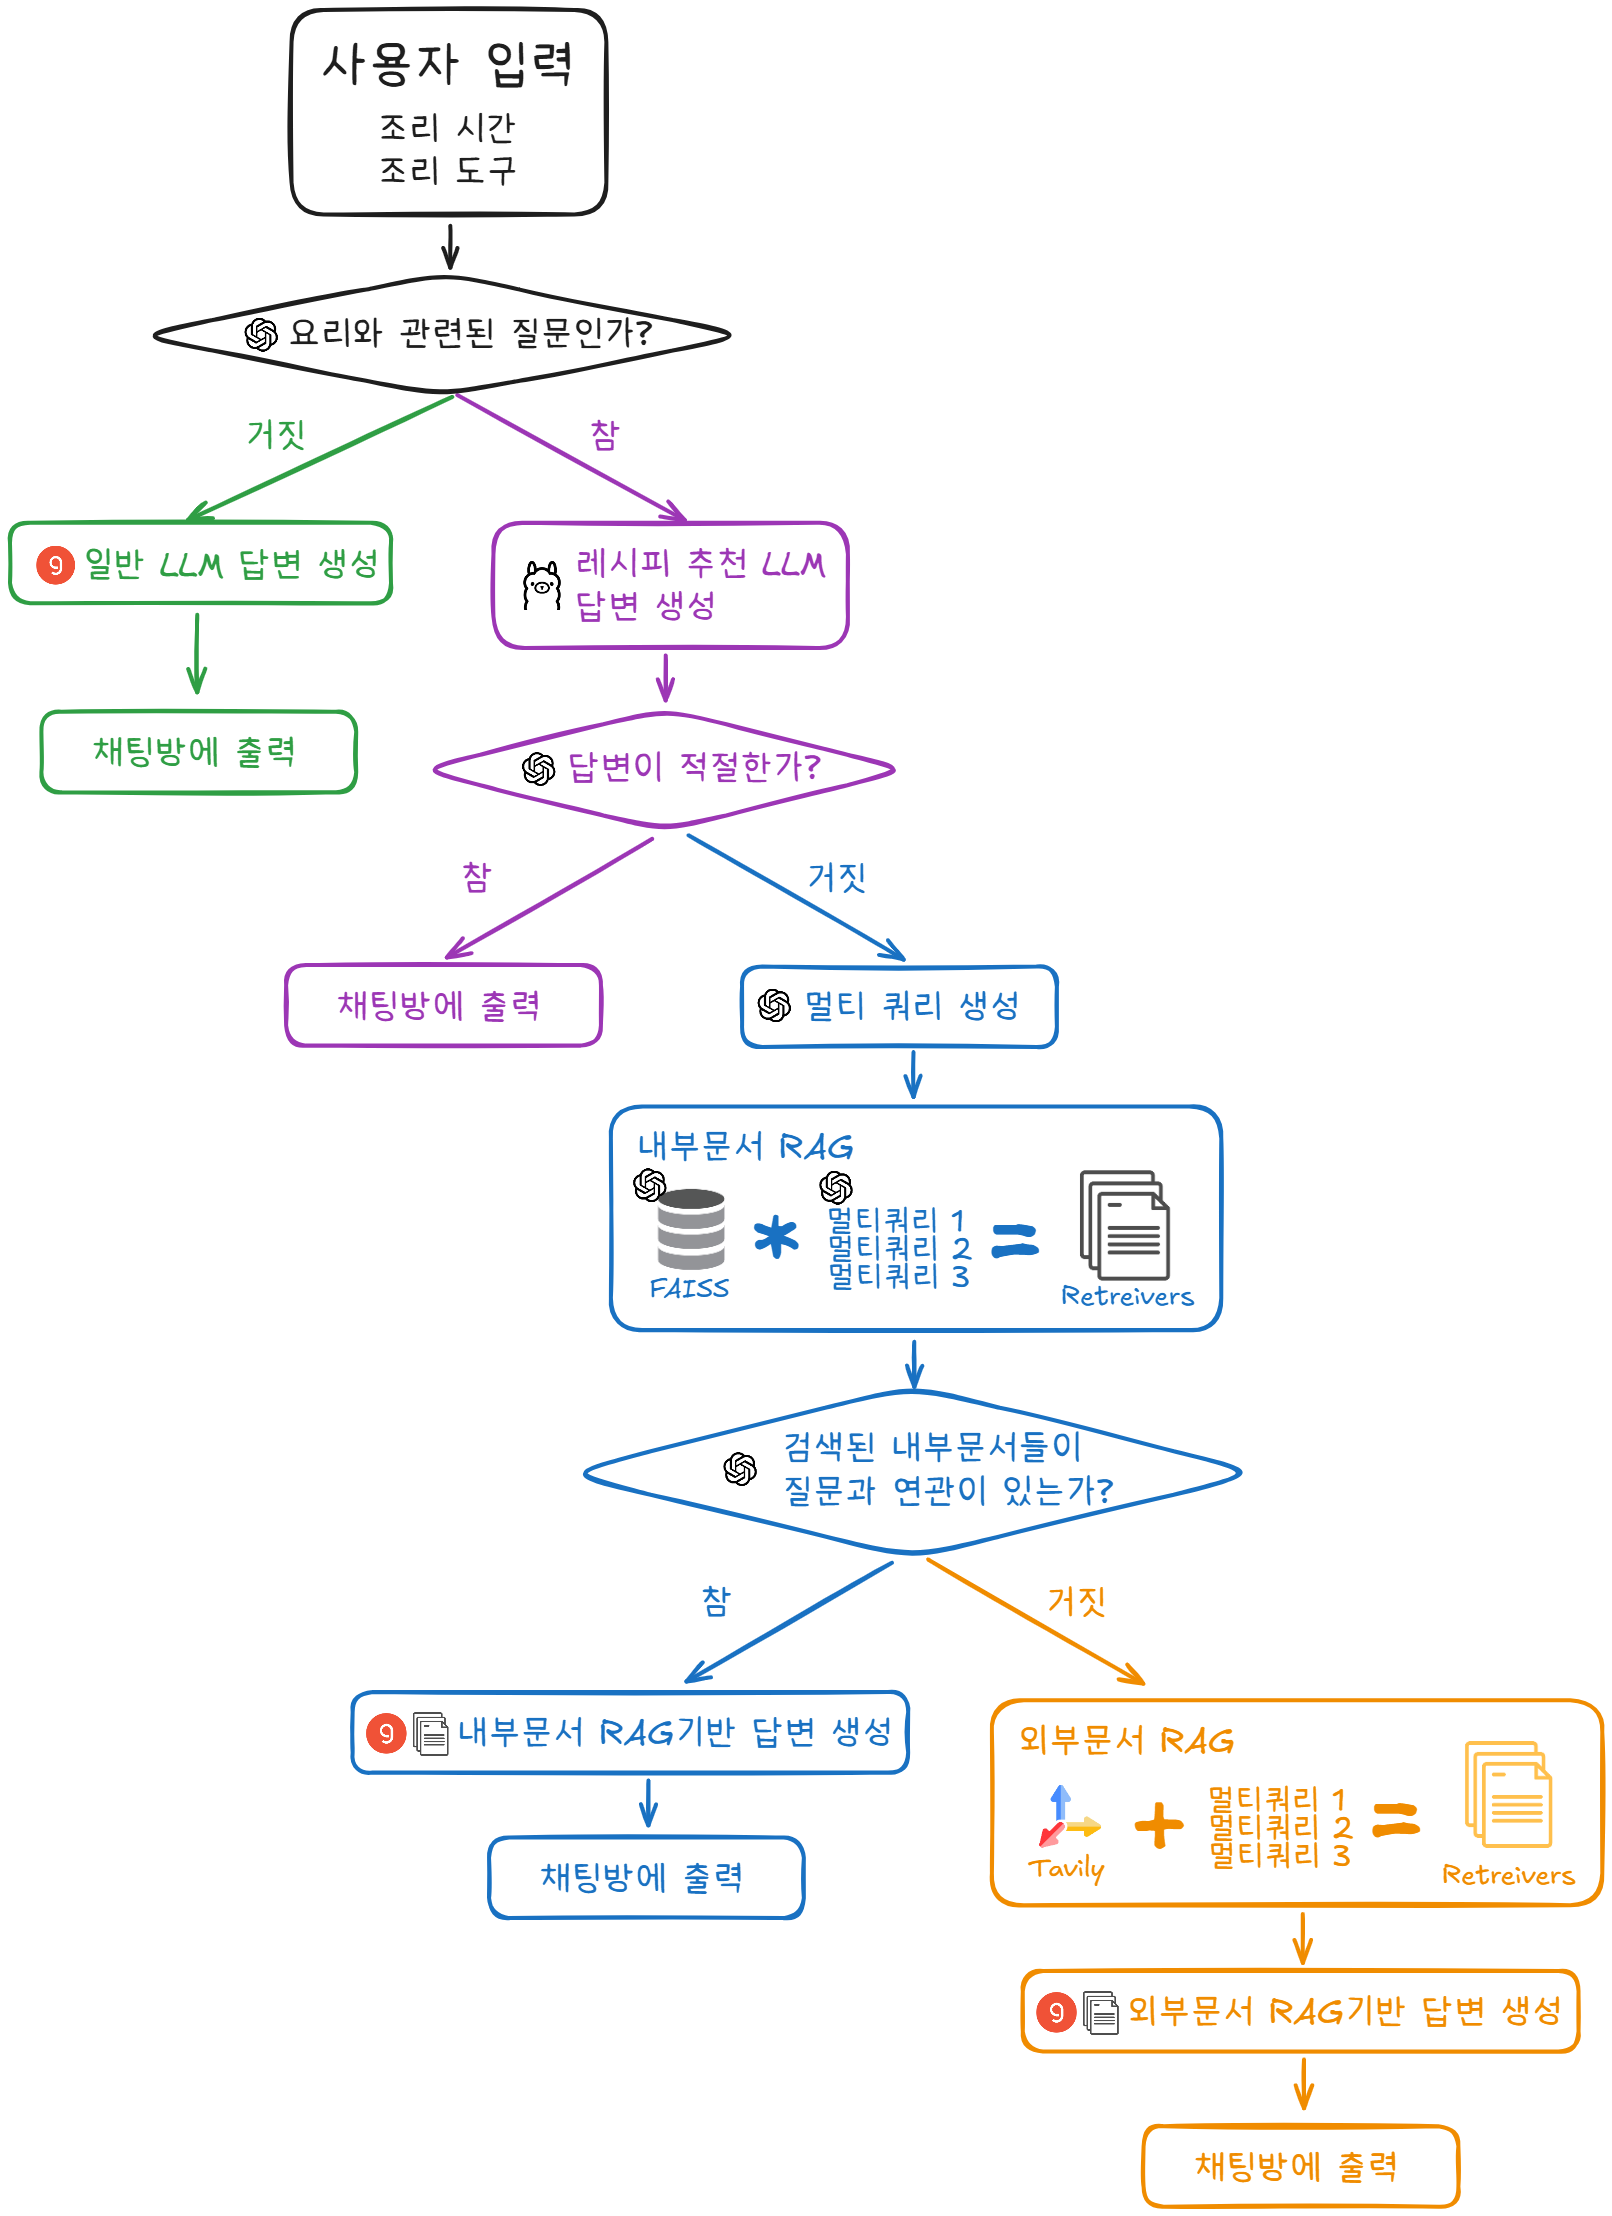 사용자 입력
조리 시간
조리 도구
요리와 관련된 질문인가?
거짓
참
일반 LLM 답변 생성
레시피 추천 LLM
답변 생성
채팅방에 출력
답변이 적절한가?
참
거짓
채팅방에 출력
멀티 쿼리 생성
내부문서 RAG
멀티쿼리 1
멀티쿼리 2
멀티쿼리 3
*
=
FAISS
Retreivers
검색된 내부문서들이
질문과 연관이 있는가?
참
거짓
내부문서 RAG기반 답변 생성
채팅방에 출력
외부문서 RAG
멀티쿼리 1
멀티쿼리 2
멀티쿼리 3
+
=
Tavily
Retreivers
외부문서 RAG기반 답변 생성
채팅방에 출력